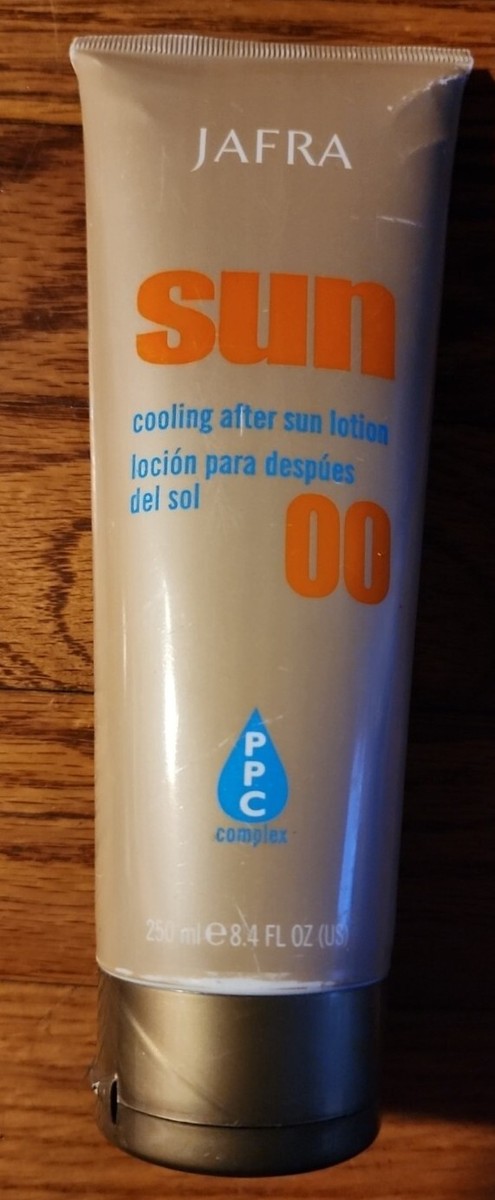 JAFRA
sun
cooling after sun lotion
loción para despúes
del sol
00
P
P
C
complex
250 ml e 8.4 FL OZ (US)